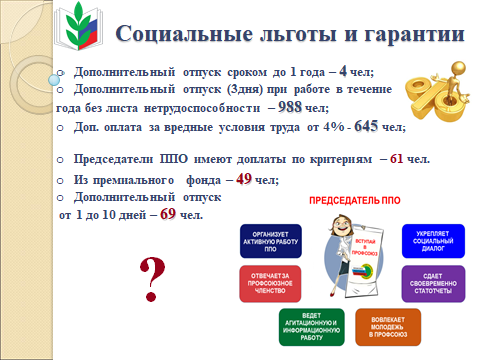 Социальные льготы и гарантии
o Дополнительный отпуск сроком до 1 года – 4 чел;
o Дополнительный отпуск (3дня) при работе в течение
года без листа нетрудоспособности – 988 чел;
o Доп. оплата за вредные условия труда от 4% - 645 чел;
o Председатели ППО имеют доплаты по критериям – 61 чел.
o Из премиального фонда – 49 чел;
o Дополнительный отпуск
от 1 до 10 дней – 69 чел.
?
ПРЕДСЕДАТЕЛЬ ППО
ОРГАНИЗУЕТ
АКТИВНУЮ РАБОТУ
ППО
ВСТУПАЙ
В
ПРОФСОЮЗ
УКРЕПЛЯЕТ
СОЦИАЛЬНЫЙ
ДИАЛОГ
ОТВЕЧАЕТ ЗА
ПРОФСОЮЗНОЕ
ЧЛЕНСТВО
СДАЕТ
СВОЕВРЕМЕННО
СТАТОТЧЕТЫ
ВЕДЕТ
АГИТАЦИОННУЮ И
ИНФОРМАЦИОННУЮ
РАБОТУ
ВОВЛЕКАЕТ
МОЛОДЕЖЬ
В ПРОФСОЮЗ